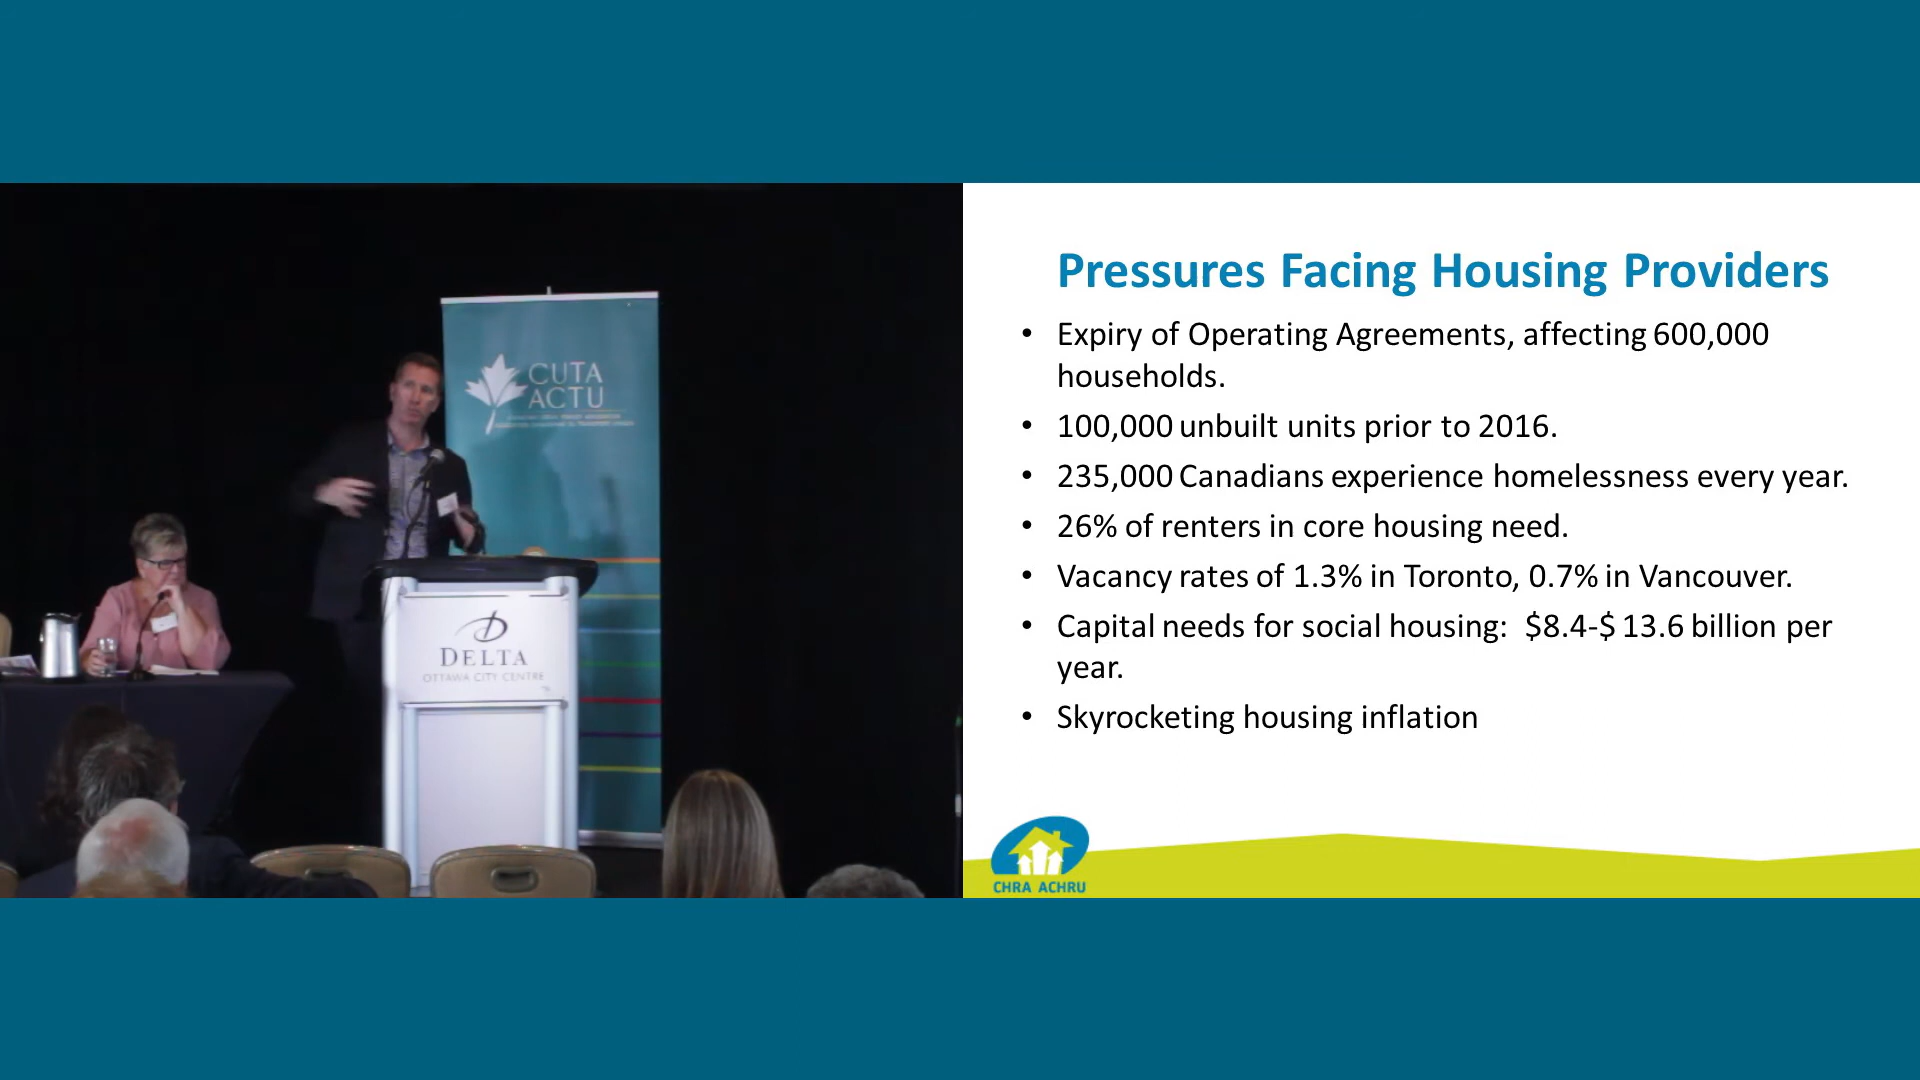 CUTA
ACTU
DELTA
OTTAWA CITY CENTRE
Pressures Facing Housing Providers
• Expiry of Operating Agreements, affecting 600,000
households.
• 100,000 unbuilt units prior to 2016.
• 235,000 Canadians experience homelessness every year.
• 26% of renters in core housing need.
• Vacancy rates of 1.3% in Toronto, 0.7% in Vancouver.
• Capital needs for social housing: $8.4-$ 13.6 billion per
year.
• Skyrocketing housing inflation
CHRA ACHRU